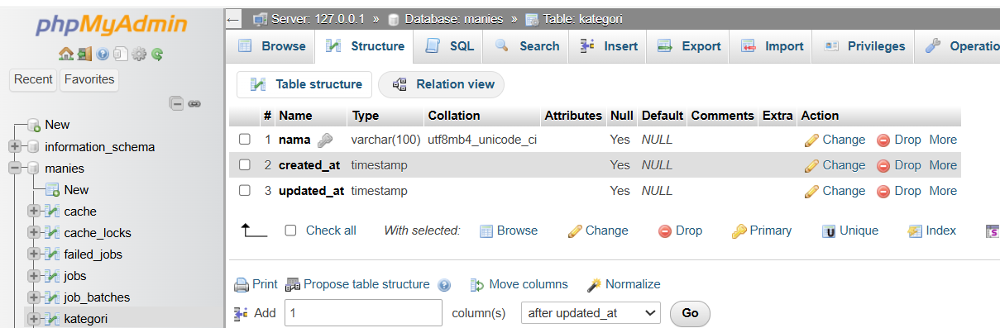 phpMyAdmin
Recent Favorites
New
information_schema
manies
New
cache
cache_locks
failed_jobs
jobs
job_batches
kategori
Server: 127.0.0.1 » Database: manies » Table: kategori
Browse Structure SQL Search Insert Export Import Privileges Operatio
Table structure Relation view
# Name Type Collation Attributes Null Default Comments Extra Action
1 nama varchar(100) utf8mb4_unicode_ci Yes NULL Change Drop More
2 created_at timestamp Yes NULL Change Drop More
3 updated_at timestamp Yes NULL Change Drop More
Check all With selected: Browse Change Drop Primary Unique Index
Print Propose table structure Move columns Normalize
Add 1 column(s) after updated_at Go